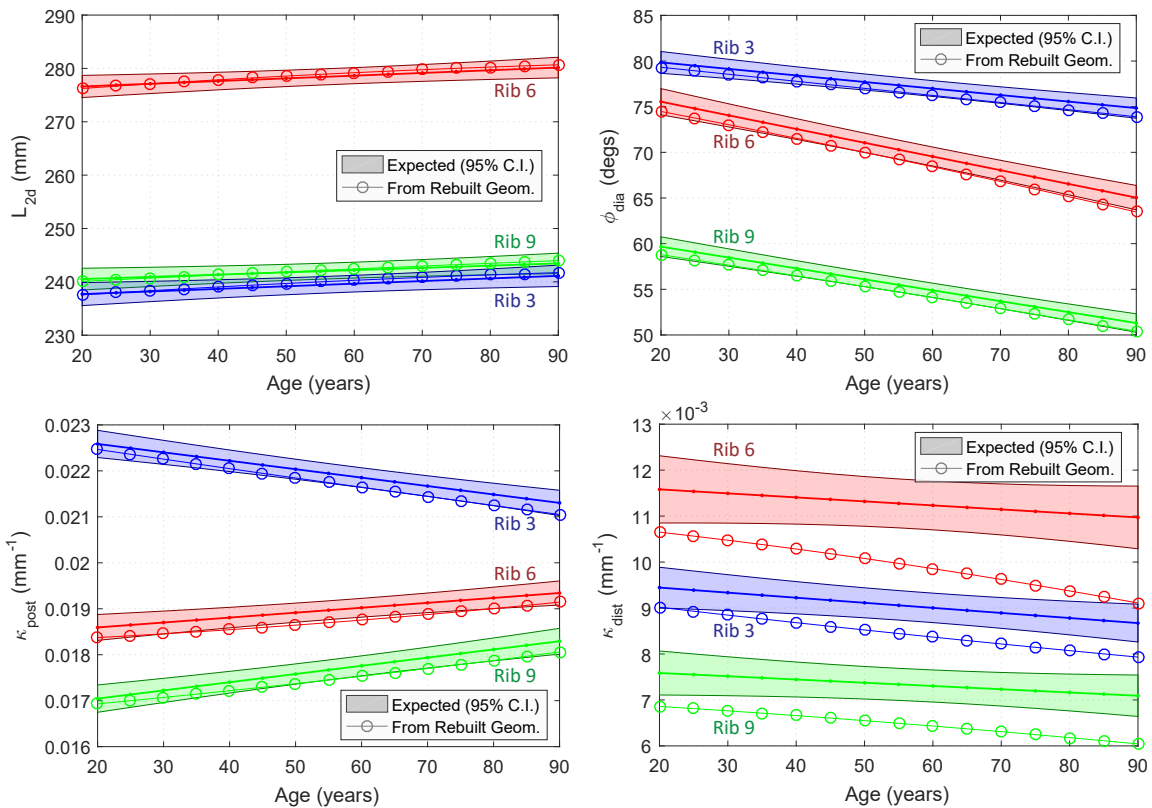 290
280
270
260
250
240
230
L2d (mm)
Rib 6
Expected (95% C.I.)
From Rebuilt Geom.
Rib 9
Rib 3
20 30 40 50 60 70 80 90
Age (years)
85
80
75
70
65
60
55
50
ϕdia (degs)
Rib 3
Expected (95% C.I.)
From Rebuilt Geom.
Rib 6
Rib 9
20 30 40 50 60 70 80 90
Age (years)
0.023
0.022
0.021
0.02
0.019
0.018
0.017
0.016
κpost (mm-1)
Rib 3
Rib 6
Rib 9
Expected (95% C.I.)
From Rebuilt Geom.
20 30 40 50 60 70 80 90
Age (years)
× 10-3
13
12
11
10
9
8
7
6
κdist (mm-1)
Rib 6
Expected (95% C.I.)
From Rebuilt Geom.
Rib 3
Rib 9
20 30 40 50 60 70 80 90
Age (years)